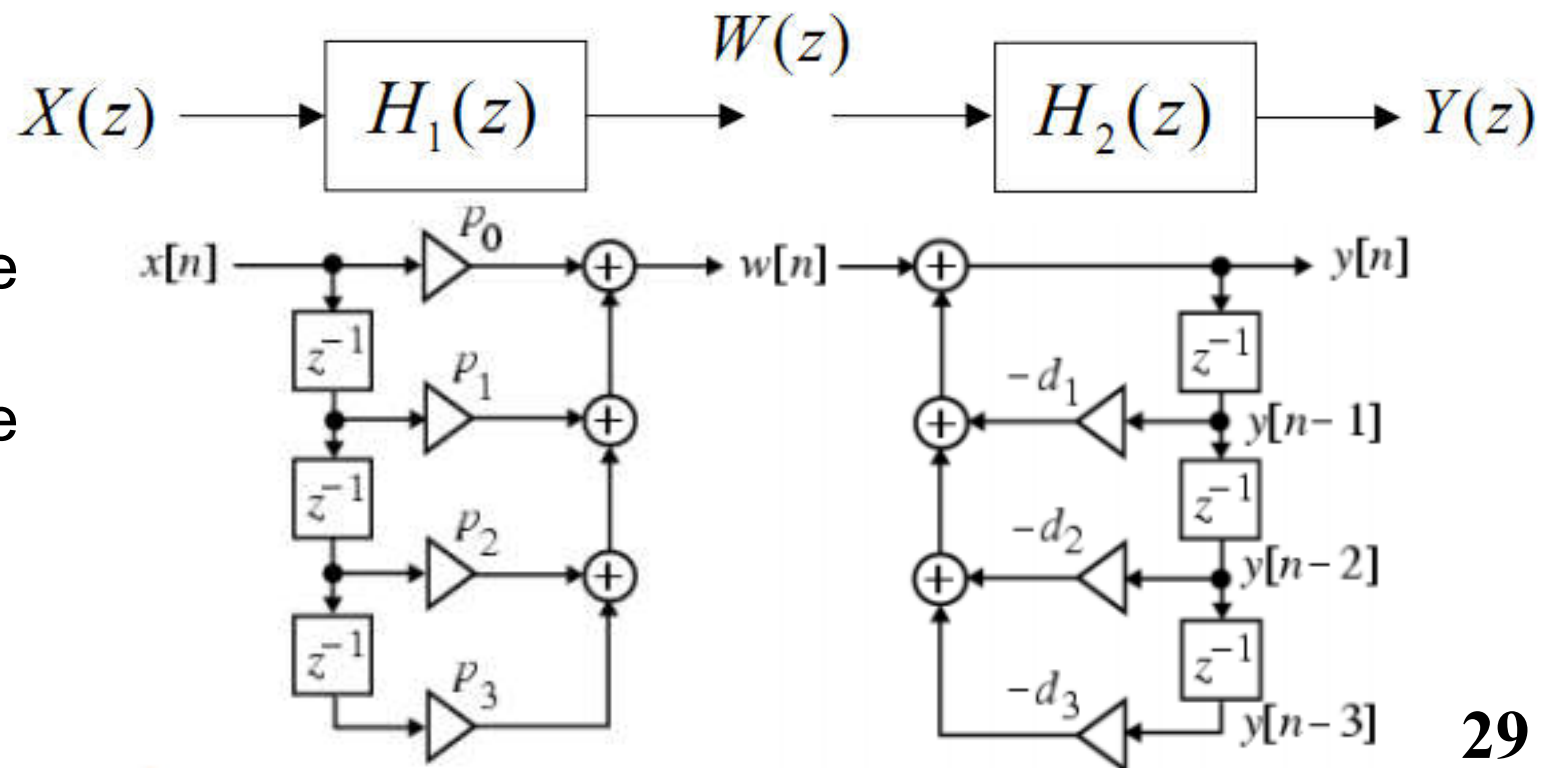 W(z)
X(z) H₁(z) H₂(z) Y(z)
p₀
e x[n] + w[n] + y[n]
z⁻¹ z⁻¹
p₁ -d₁
e + + y[n-1]
z⁻¹ z⁻¹
p₂ -d₂
+ + y[n-2]
z⁻¹ z⁻¹
p₃ -d₃
y[n-3]
29